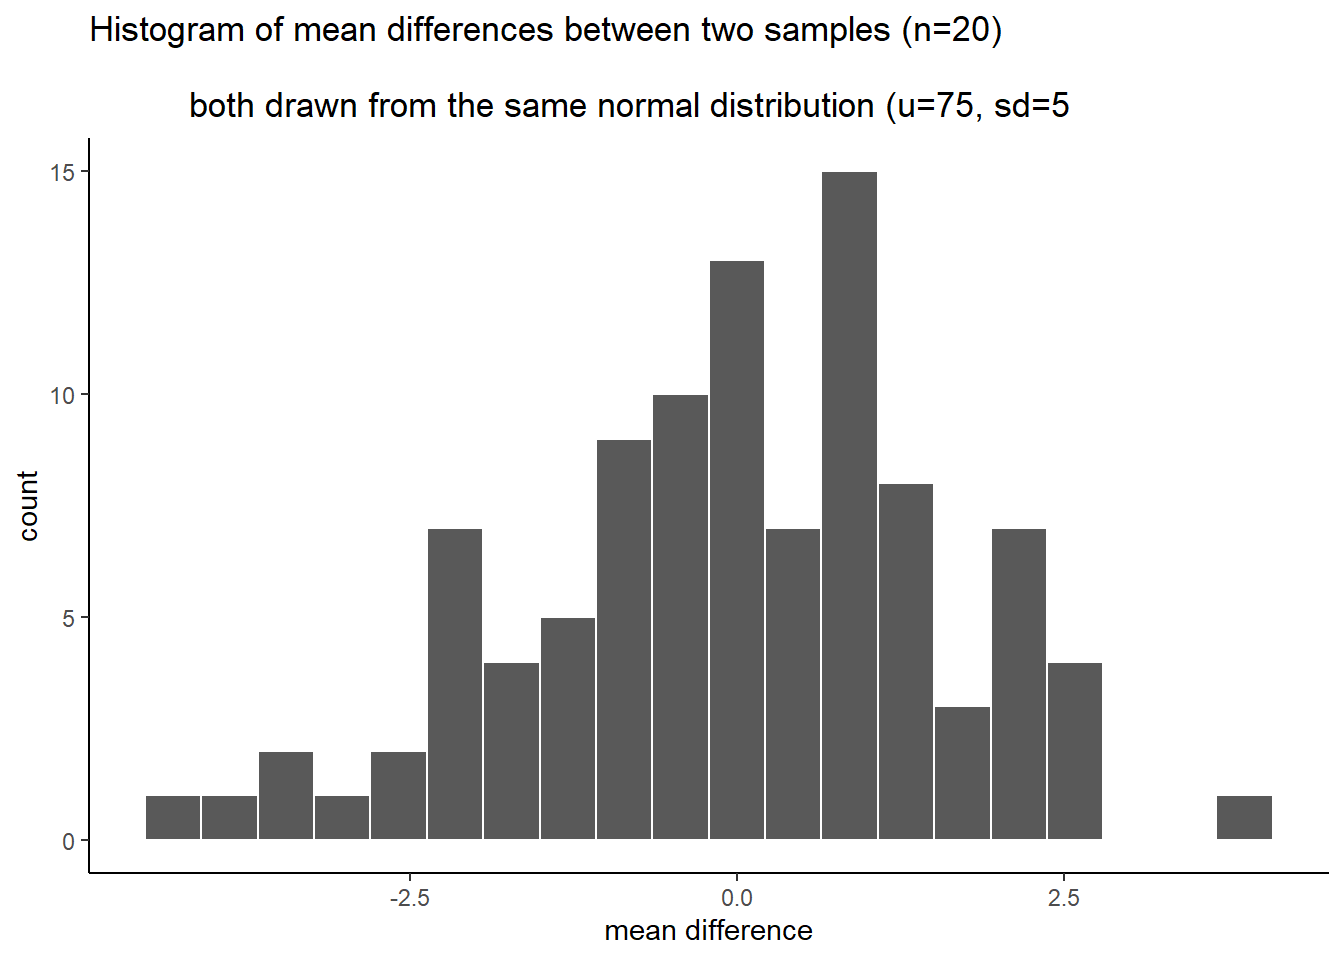 Histogram of mean differences between two samples (n=20)
both drawn from the same normal distribution (u=75, sd=5
15
10
5
0
count
-2.5 0.0 2.5
mean difference